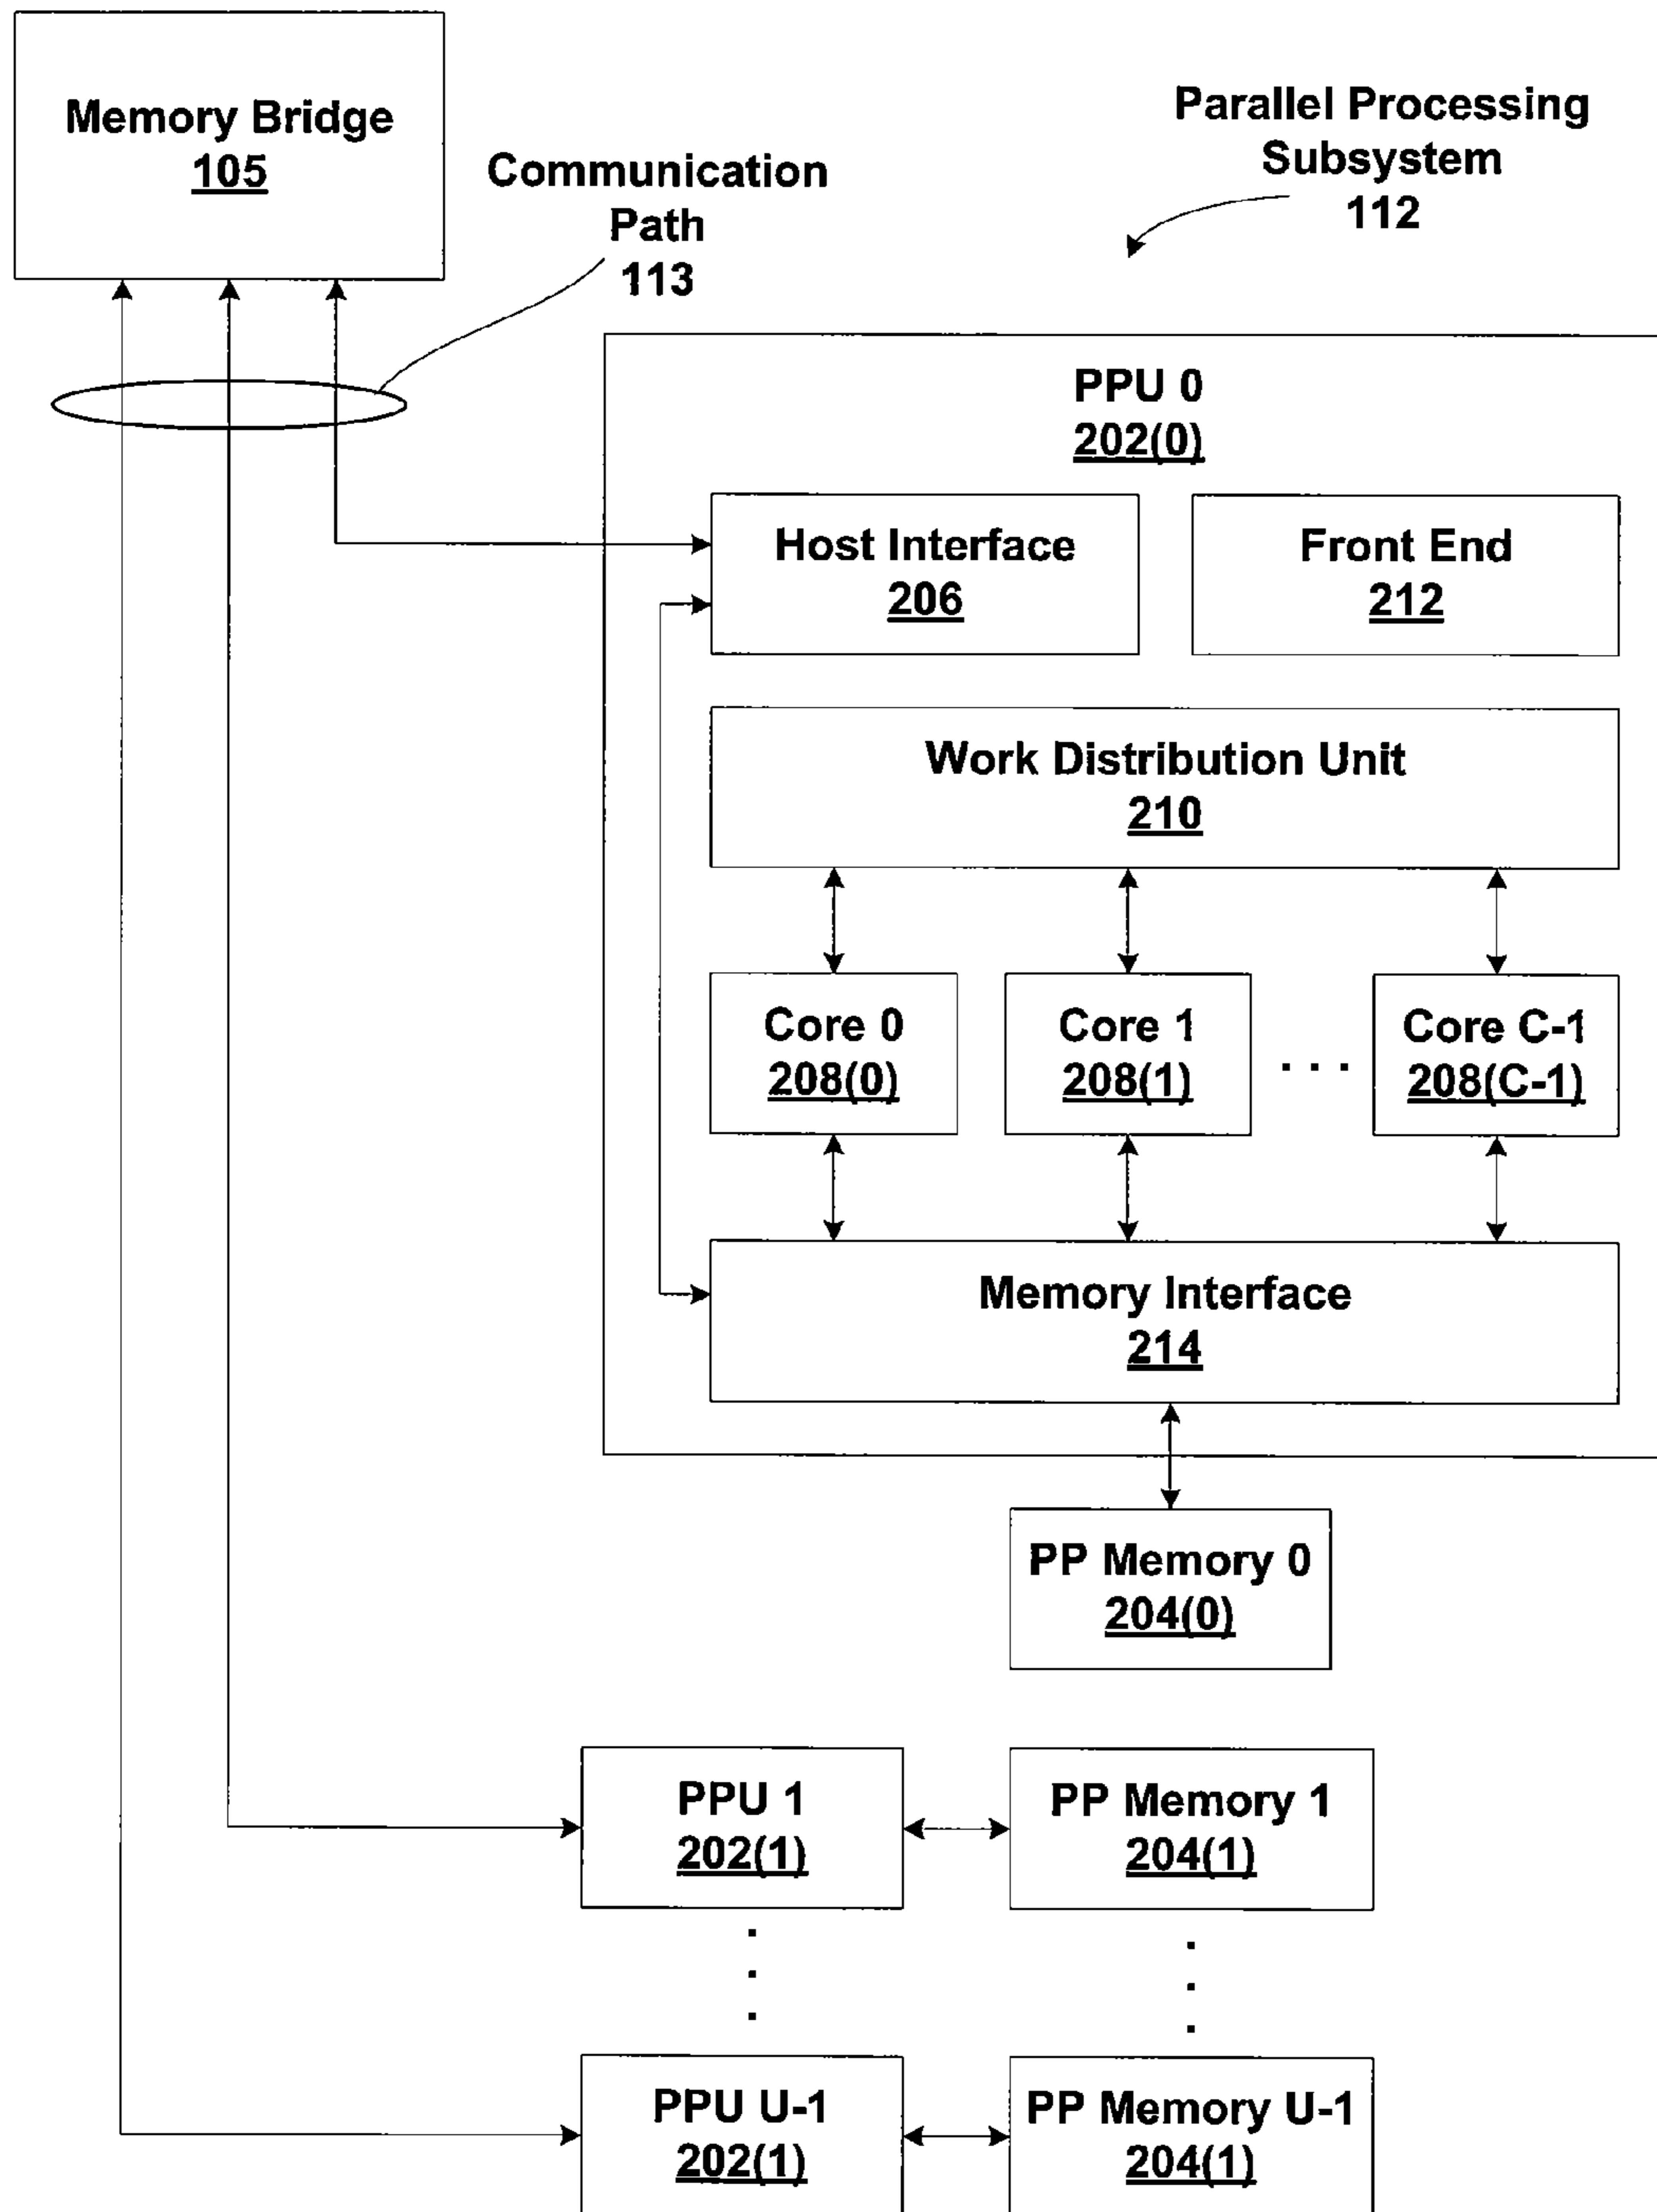 Memory Bridge
105
Communication
Path
113
Parallel Processing
Subsystem
112
PPU 0
202(0)
Host Interface
206
Front End
212
Work Distribution Unit
210
Core 0
208(0)
Core 1
208(1)
. . .
Core C-1
208(C-1)
Memory Interface
214
PP Memory 0
204(0)
PPU 1
202(1)
PP Memory 1
204(1)
PPU U-1
202(1)
PP Memory U-1
204(1)